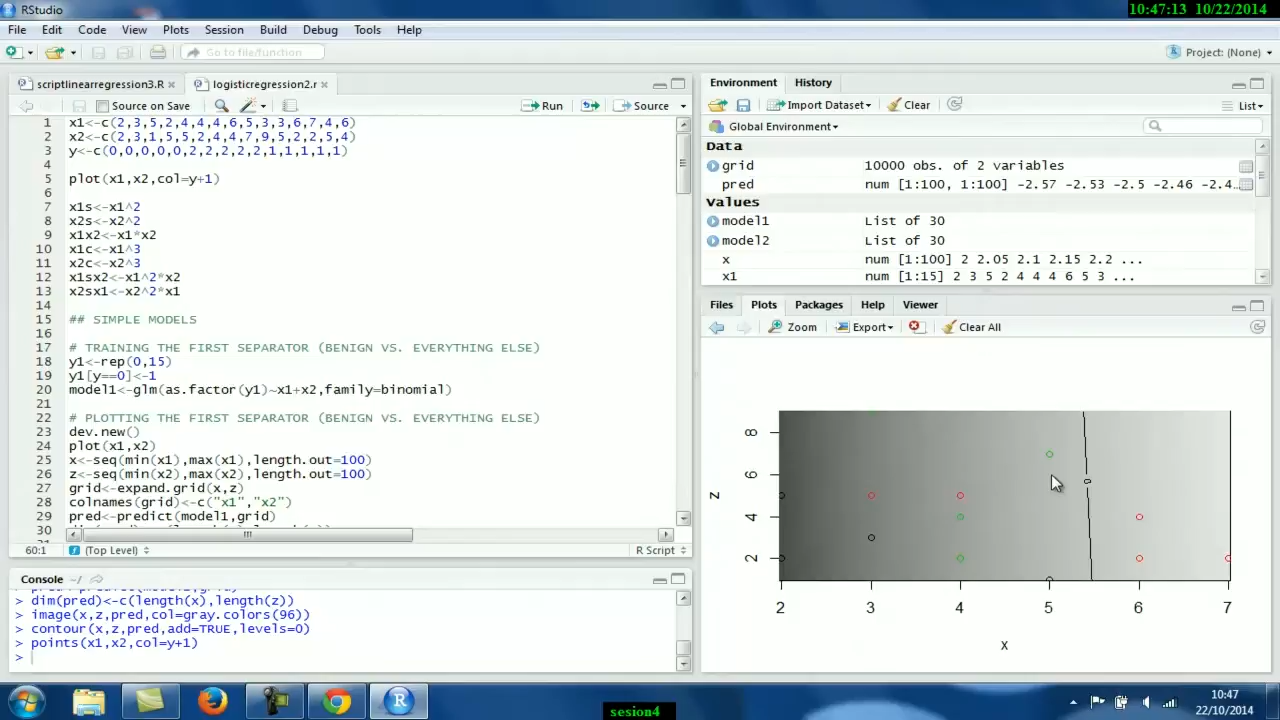 RStudio
10:47:13 10/22/2014
File Edit Code View Plots Session Build Debug Tools Help
Go to file/function
Project: (None)
scriptlinearregression3.R logisticregression2.r
Source on Save Run Source
1 x1<-c(2,3,5,2,4,4,4,6,5,3,3,6,7,4,6)
2 x2<-c(2,3,1,5,5,2,4,4,7,9,5,2,2,5,4)
3 y<-c(0,0,0,0,0,2,2,2,2,2,1,1,1,1,1)
4
5 plot(x1,x2,col=y+1)
6
7 x1s<-x1^2
8 x2s<-x2^2
9 x1x2<-x1*x2
10 x1c<-x1^3
11 x2c<-x2^3
12 x1sx2<-x1^2*x2
13 x2sx1<-x2^2*x1
14
15 ## SIMPLE MODELS
16
17 # TRAINING THE FIRST SEPARATOR (BENIGN VS. EVERYTHING ELSE)
18 y1<-rep(0,15)
19 y1[y==0]<-1
20 model1<-glm(as.factor(y1)~x1+x2,family=binomial)
21
22 # PLOTTING THE FIRST SEPARATOR (BENIGN VS. EVERYTHING ELSE)
23 dev.new()
24 plot(x1,x2)
25 x<-seq(min(x1),max(x1),length.out=100)
26 z<-seq(min(x2),max(x2),length.out=100)
27 grid<-expand.grid(x,z)
28 colnames(grid)<-c("x1","x2")
29 pred<-predict(model1,grid)
30
60:1 (Top Level) R Script
Console ~/
> dim(pred)<-c(length(x),length(z))
> image(x,z,pred,col=gray.colors(96))
> contour(x,z,pred,add=TRUE,levels=0)
> points(x1,x2,col=y+1)
>
Environment History
Import Dataset Clear List
Global Environment
Data
grid 10000 obs. of 2 variables
pred num [1:100, 1:100] -2.57 -2.53 -2.5 -2.46 -2.4…
Values
model1 List of 30
model2 List of 30
x num [1:100] 2 2.05 2.1 2.15 2.2 ...
x1 num [1:15] 2 3 5 2 4 4 4 6 5 3 ...
Files Plots Packages Help Viewer
Zoom Export Clear All
8
6
z
4
2
0
2 3 4 5 6 7
x
10:47
22/10/2014
sesion4